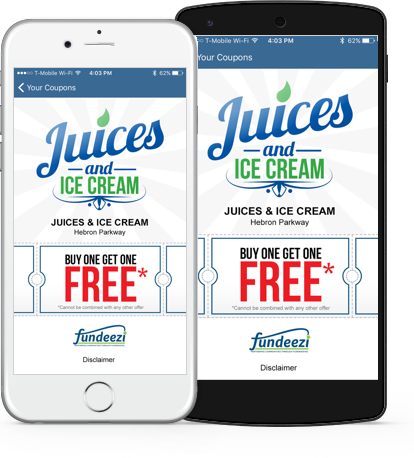 ●●●○○ T-Mobile Wi-Fi 4:03 PM 62%
Your Coupons
Juices
and
ICE CREAM
JUICES & ICE CREAM
Hebron Parkway
BUY ONE GET ONE
FREE*
*Cannot be combined with any other offer
fundeezi
Disclaimer
T-Mobile Wi-Fi 4:03 PM 62%
Your Coupons
Juices
and
ICE CREAM
JUICES & ICE CREAM
Hebron Parkway
BUY ONE GET ONE
FREE*
*Cannot be combined with any other offer
fundeezi
Disclaimer